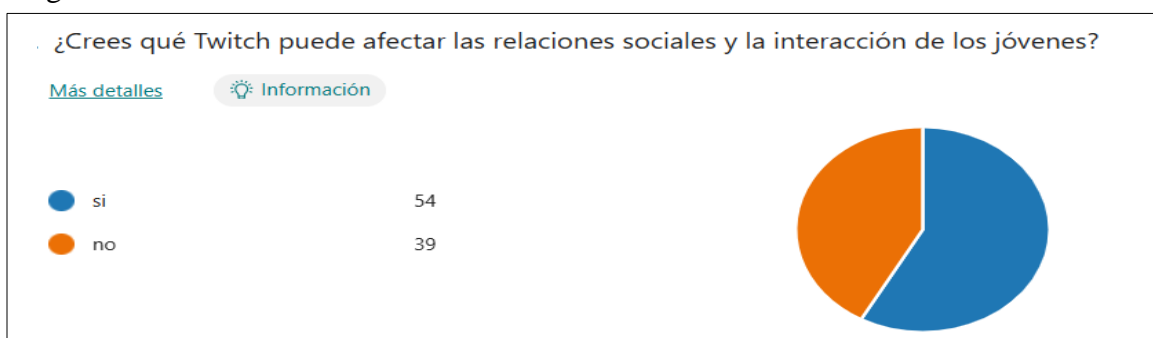 ¿Crees qué Twitch puede afectar las relaciones sociales y la interacción de los jóvenes?
Más detalles Información
si 54
no 39